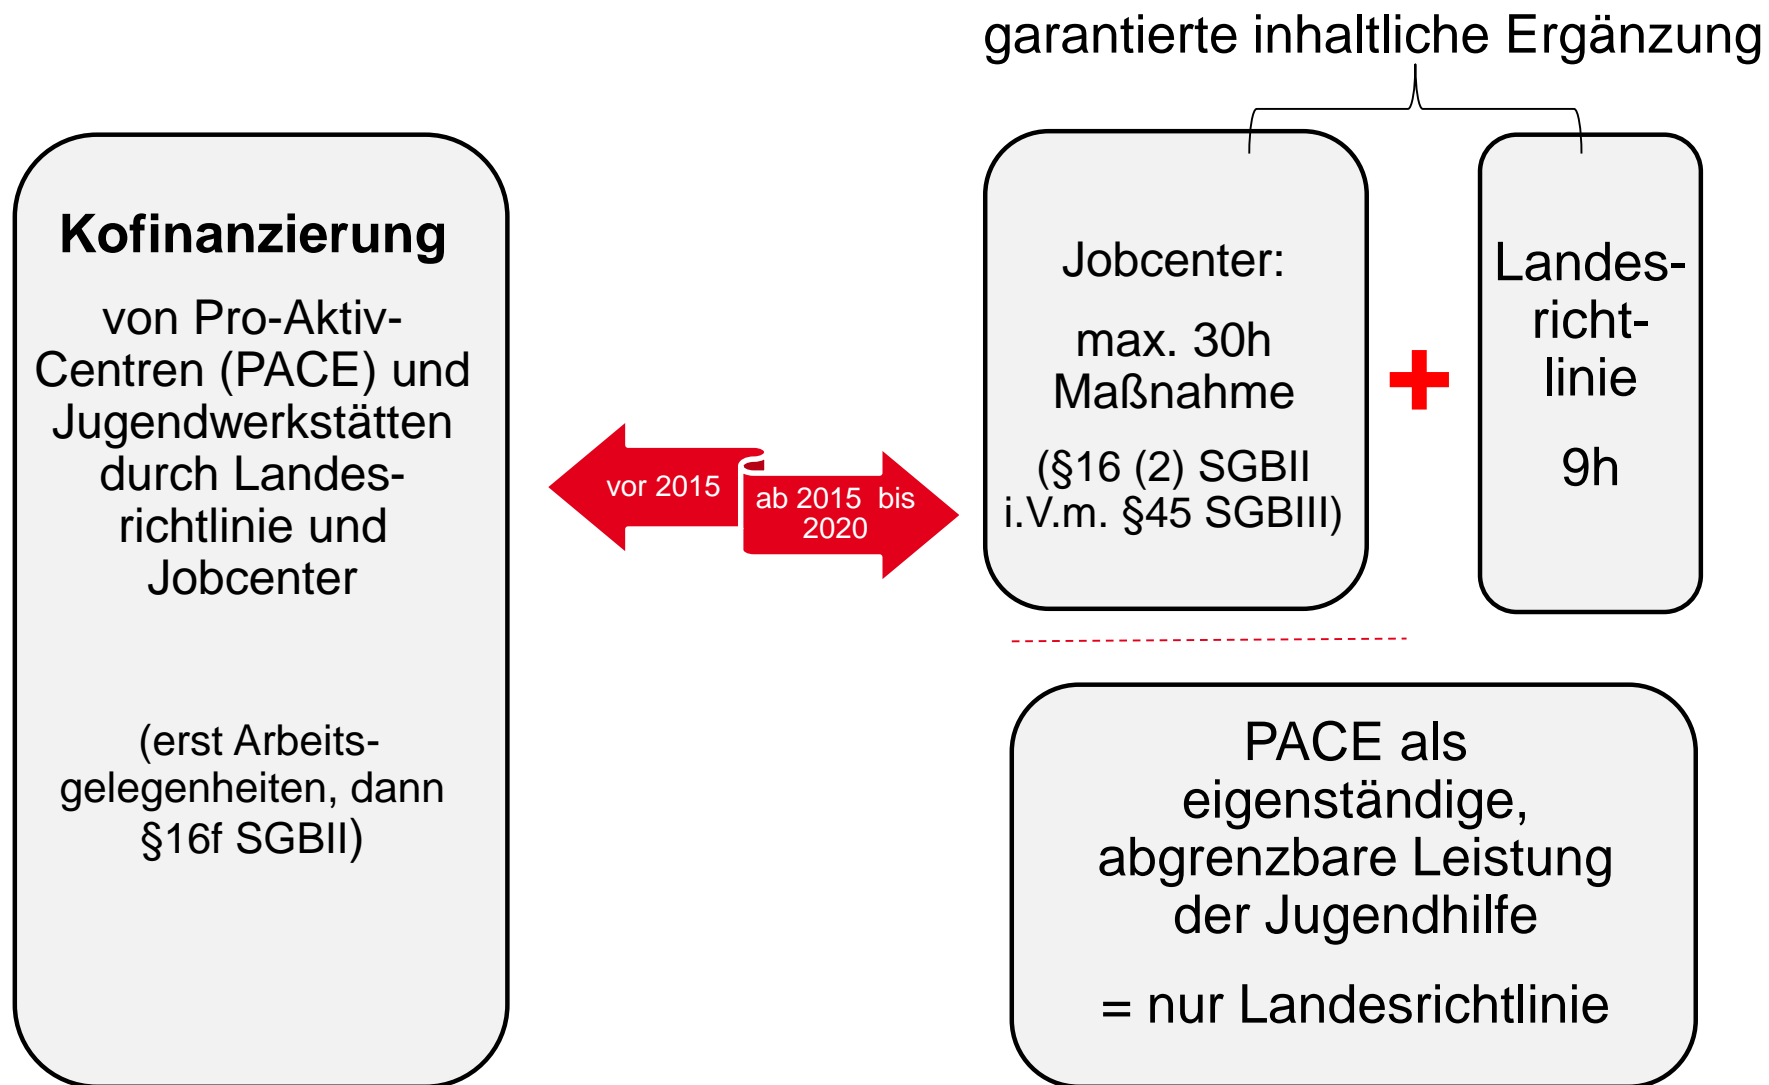 garantierte inhaltliche Ergänzung
Kofinanzierung
von Pro-Aktiv-
Centren (PACE) und
Jugendwerkstätten
durch Landes-
richtlinie und
Jobcenter
(erst Arbeits-
gelegenheiten, dann
§16f SGBII)
vor 2015
ab 2015 bis
2020
Jobcenter:
max. 30h
Maßnahme
(§16 (2) SGBII
i.V.m. §45 SGBIII)
+
Landes-
richt-
linie
9h
PACE als
eigenständige,
abgrenzbare Leistung
der Jugendhilfe
= nur Landesrichtlinie